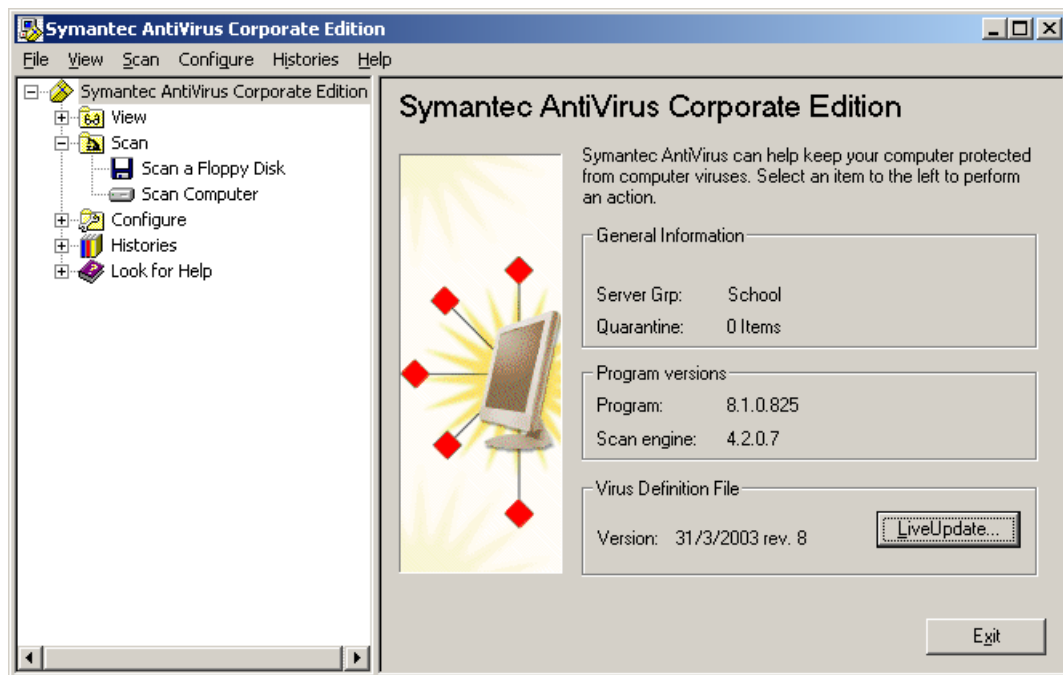 Symantec AntiVirus Corporate Edition
File View Scan Configure Histories Help
Symantec AntiVirus Corporate Edition
View
Scan
Scan a Floppy Disk
Scan Computer
Configure
Histories
Look for Help
Symantec AntiVirus Corporate Edition
Symantec AntiVirus can help keep your computer protected
from computer viruses. Select an item to the left to perform
an action.
General Information
Server Grp: School
Quarantine: 0 Items
Program versions
Program: 8.1.0.825
Scan engine: 4.2.0.7
Virus Definition File
Version: 31/3/2003 rev. 8
LiveUpdate...
Exit